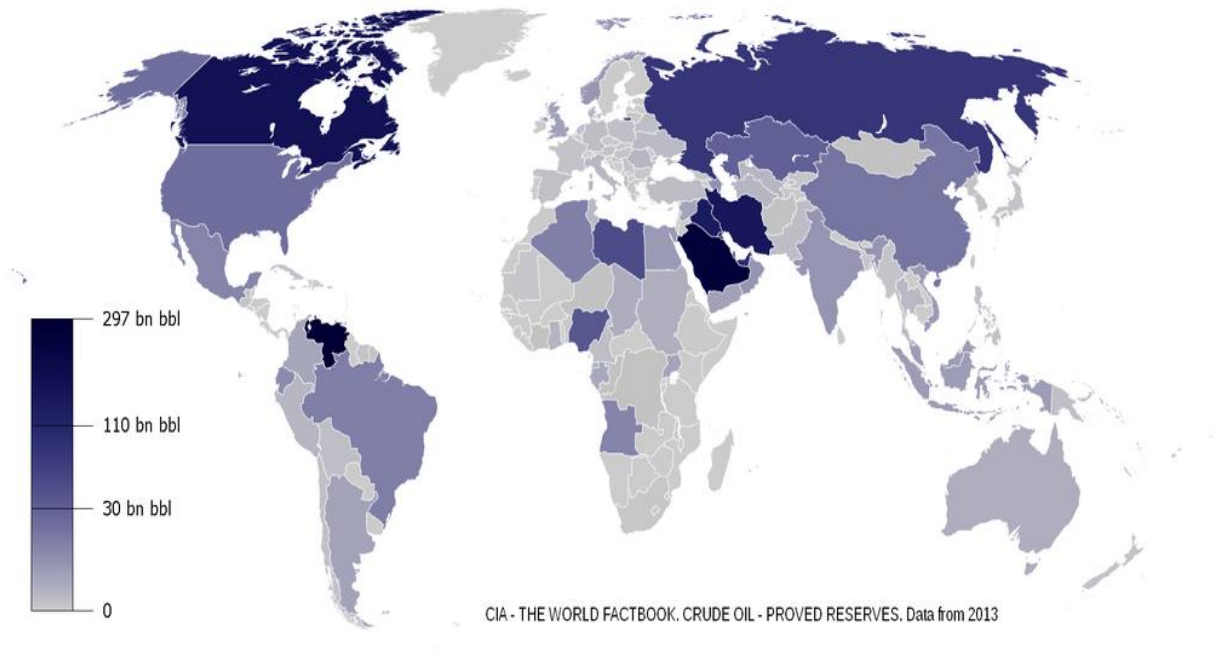 297 bn bbl
110 bn bbl
30 bn bbl
0
CIA - THE WORLD FACTBOOK. CRUDE OIL - PROVED RESERVES. Data from 2013